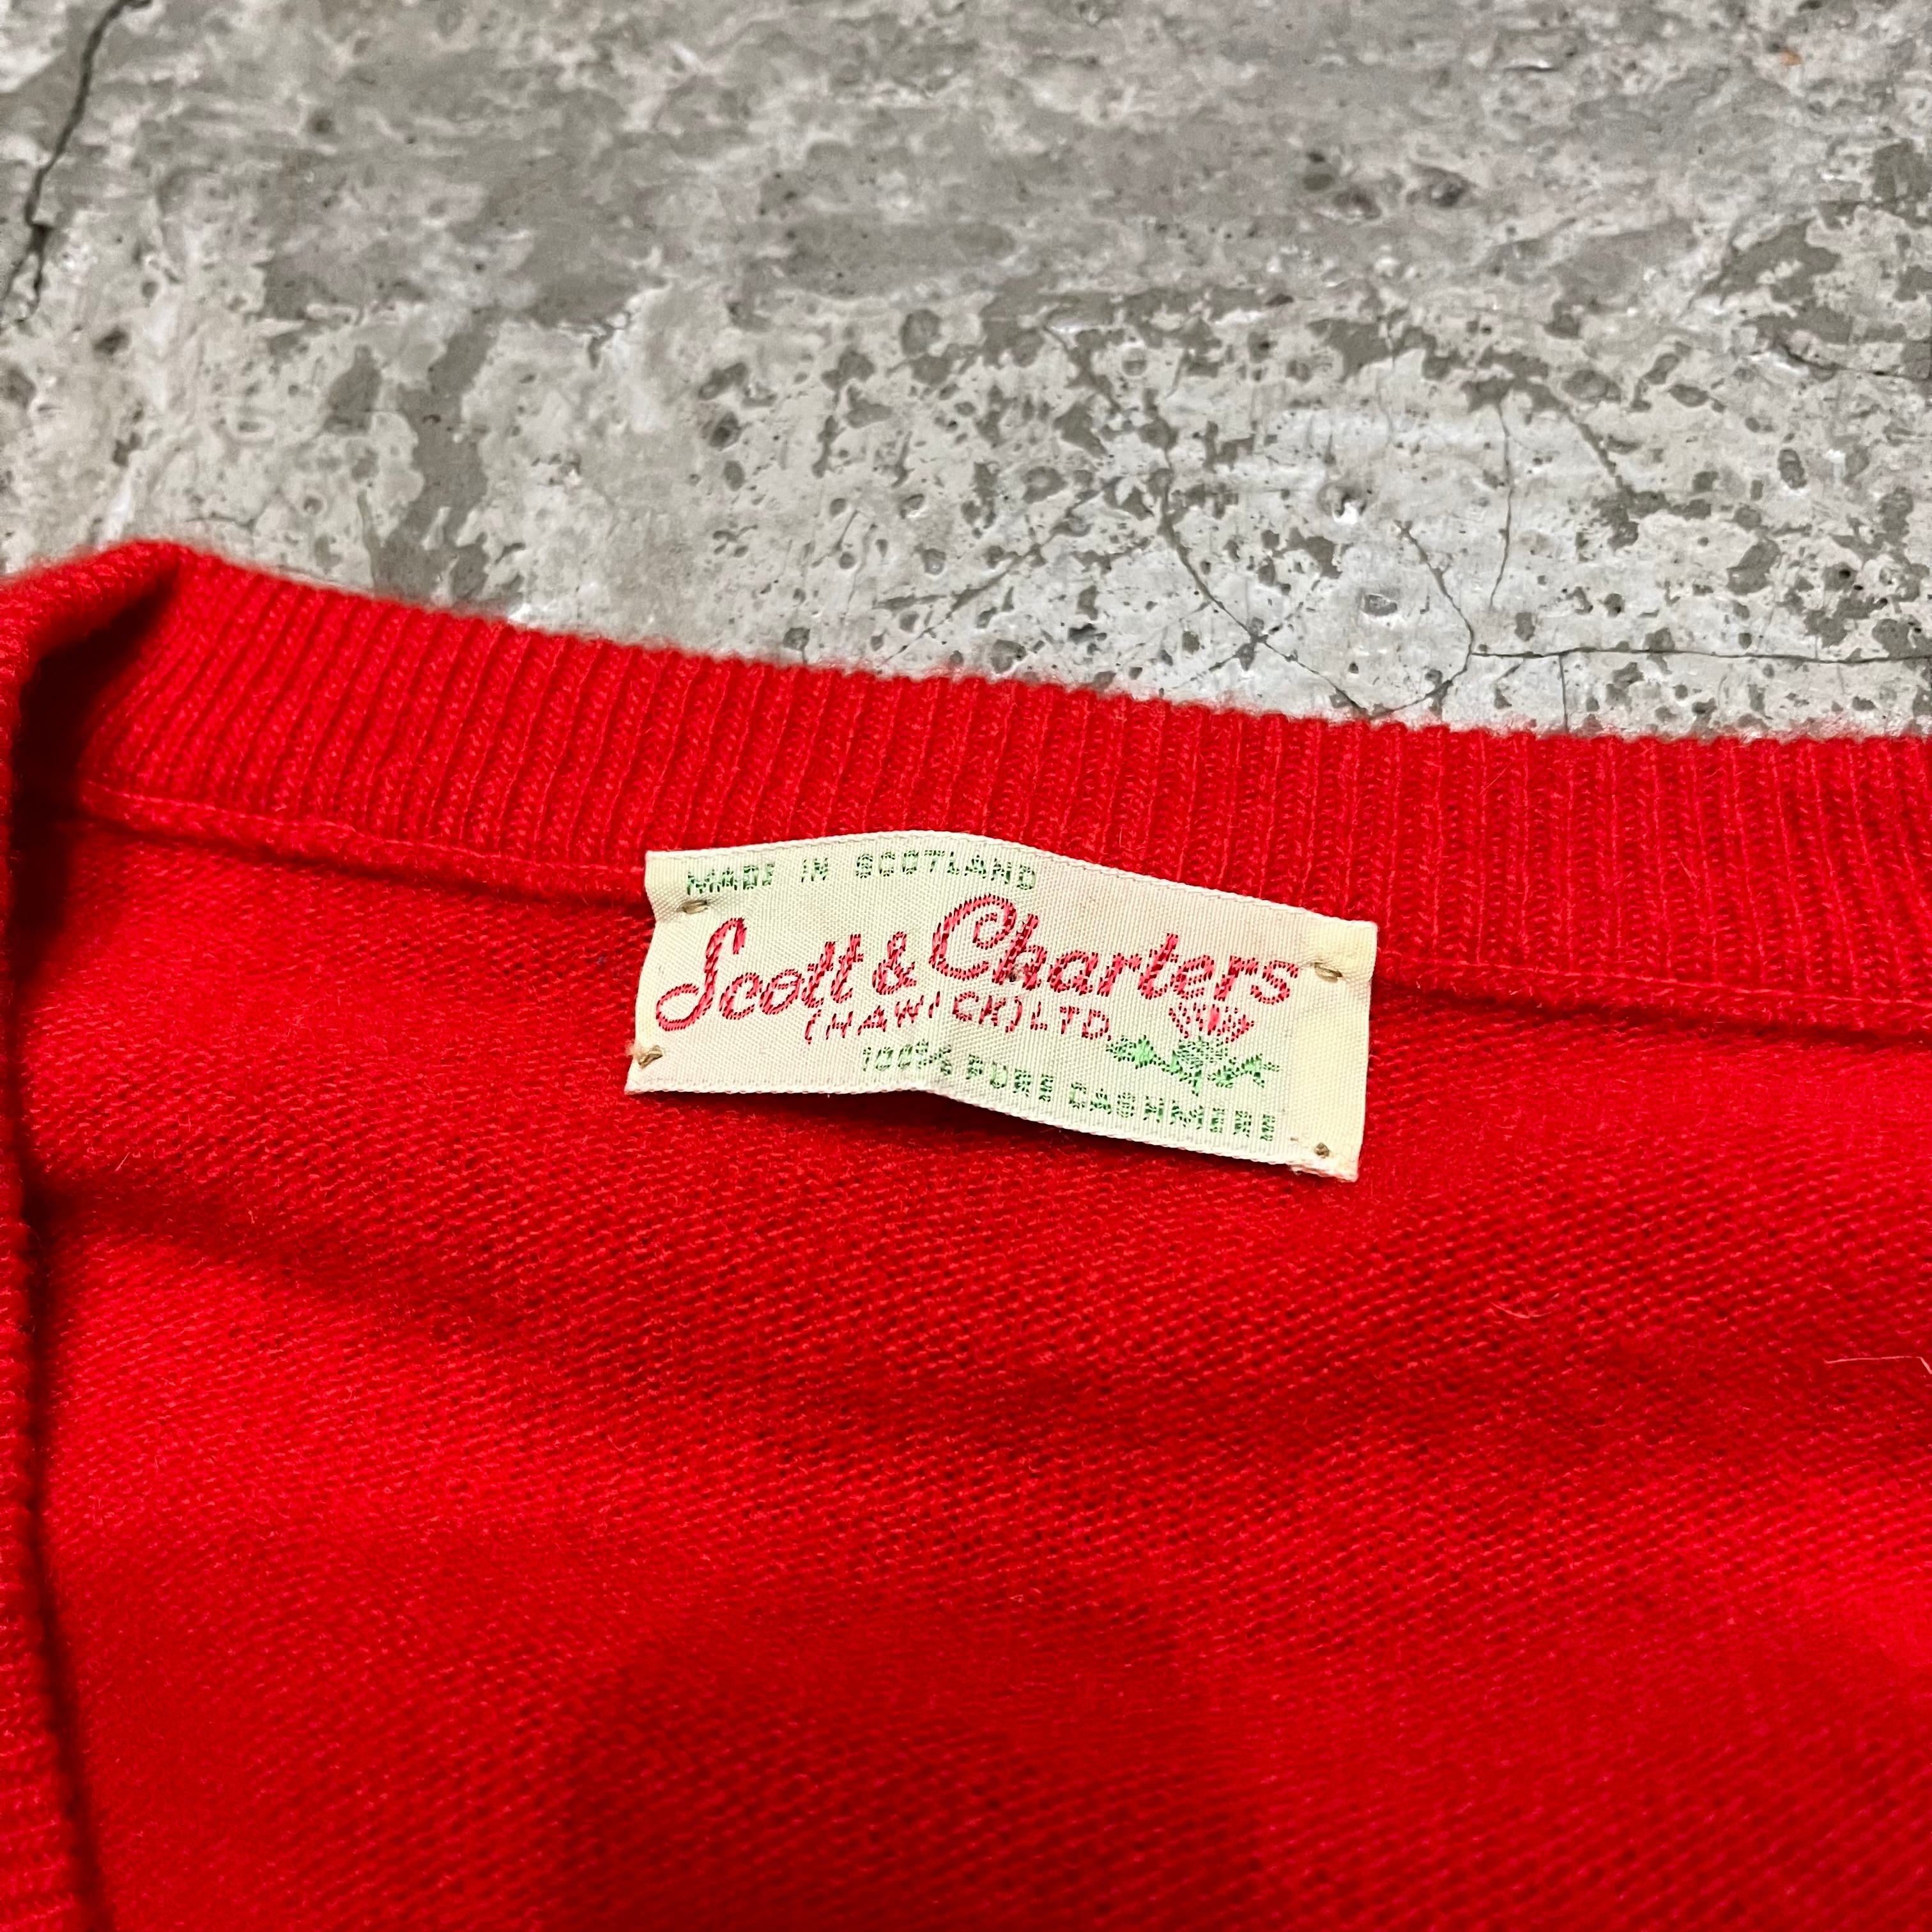 MADE IN SCOTLAND
Scott & Charters
(HAWICK) LTD.
100% PURE CASHMERE